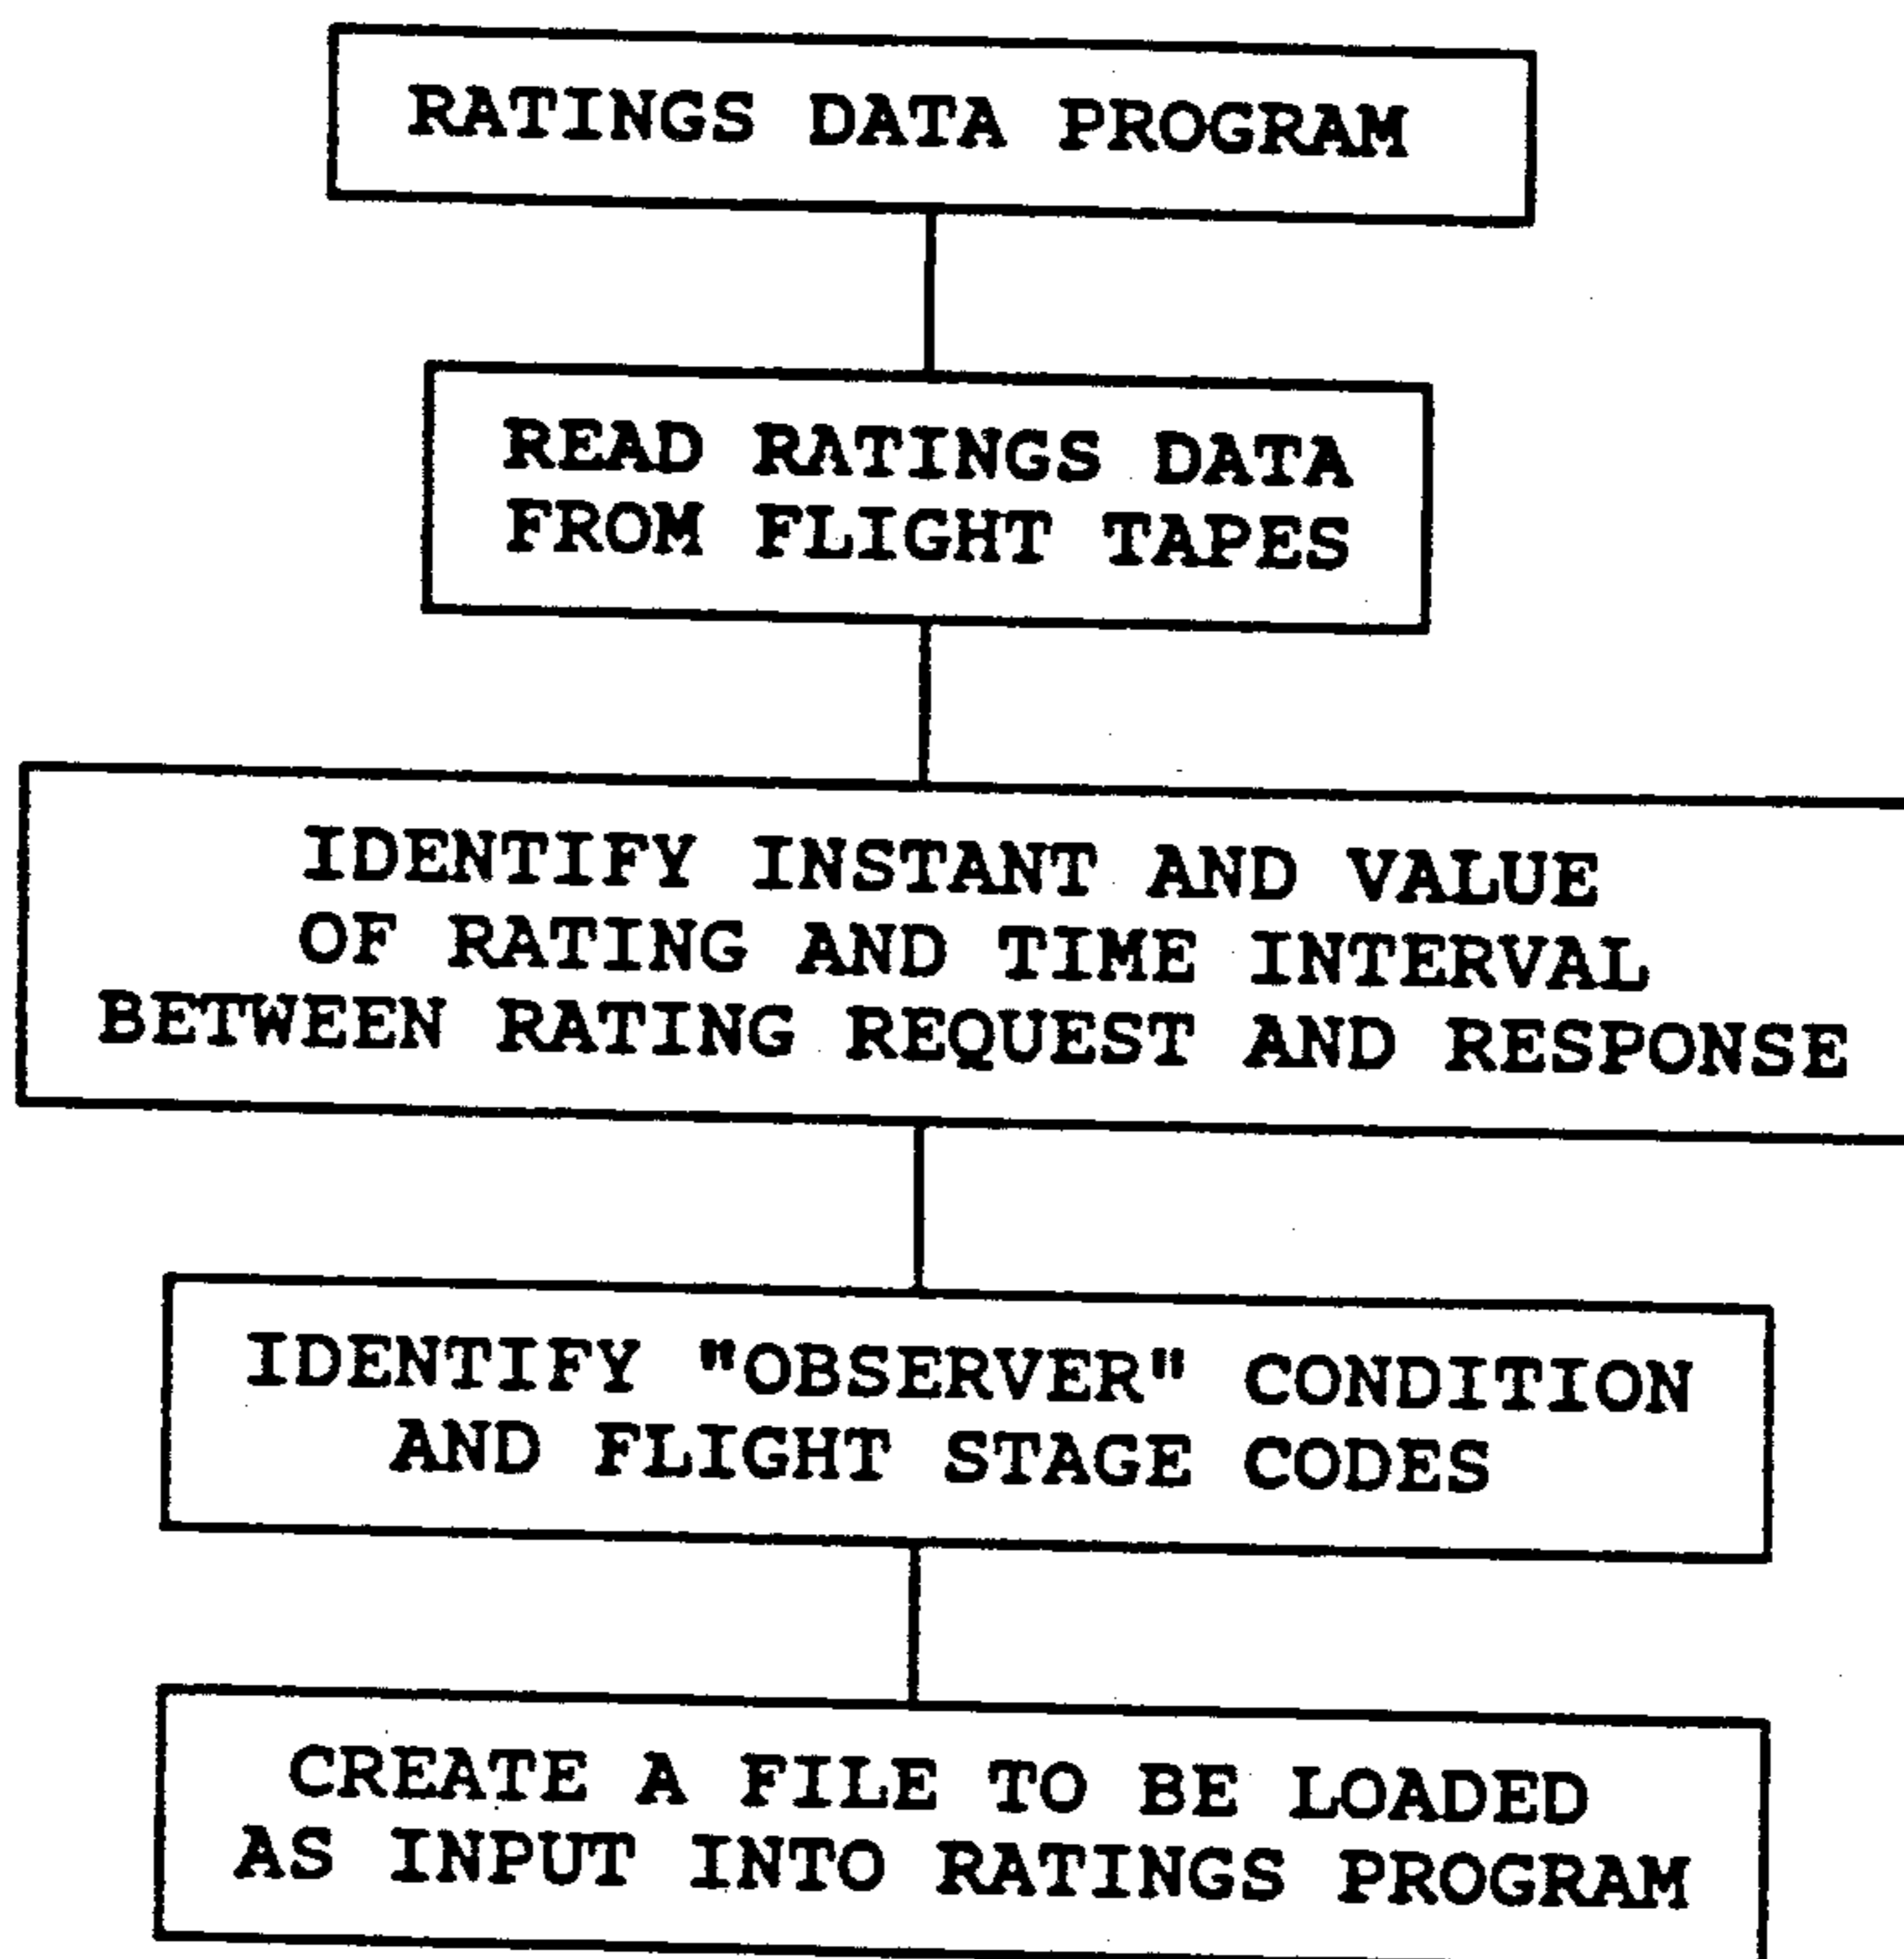 RATINGS DATA PROGRAM
READ RATINGS DATA
FROM FLIGHT TAPES
IDENTIFY INSTANT AND VALUE
OF RATING AND TIME INTERVAL
BETWEEN RATING REQUEST AND RESPONSE
IDENTIFY "OBSERVER" CONDITION
AND FLIGHT STAGE CODES
CREATE A FILE TO BE LOADED
AS INPUT INTO RATINGS PROGRAM